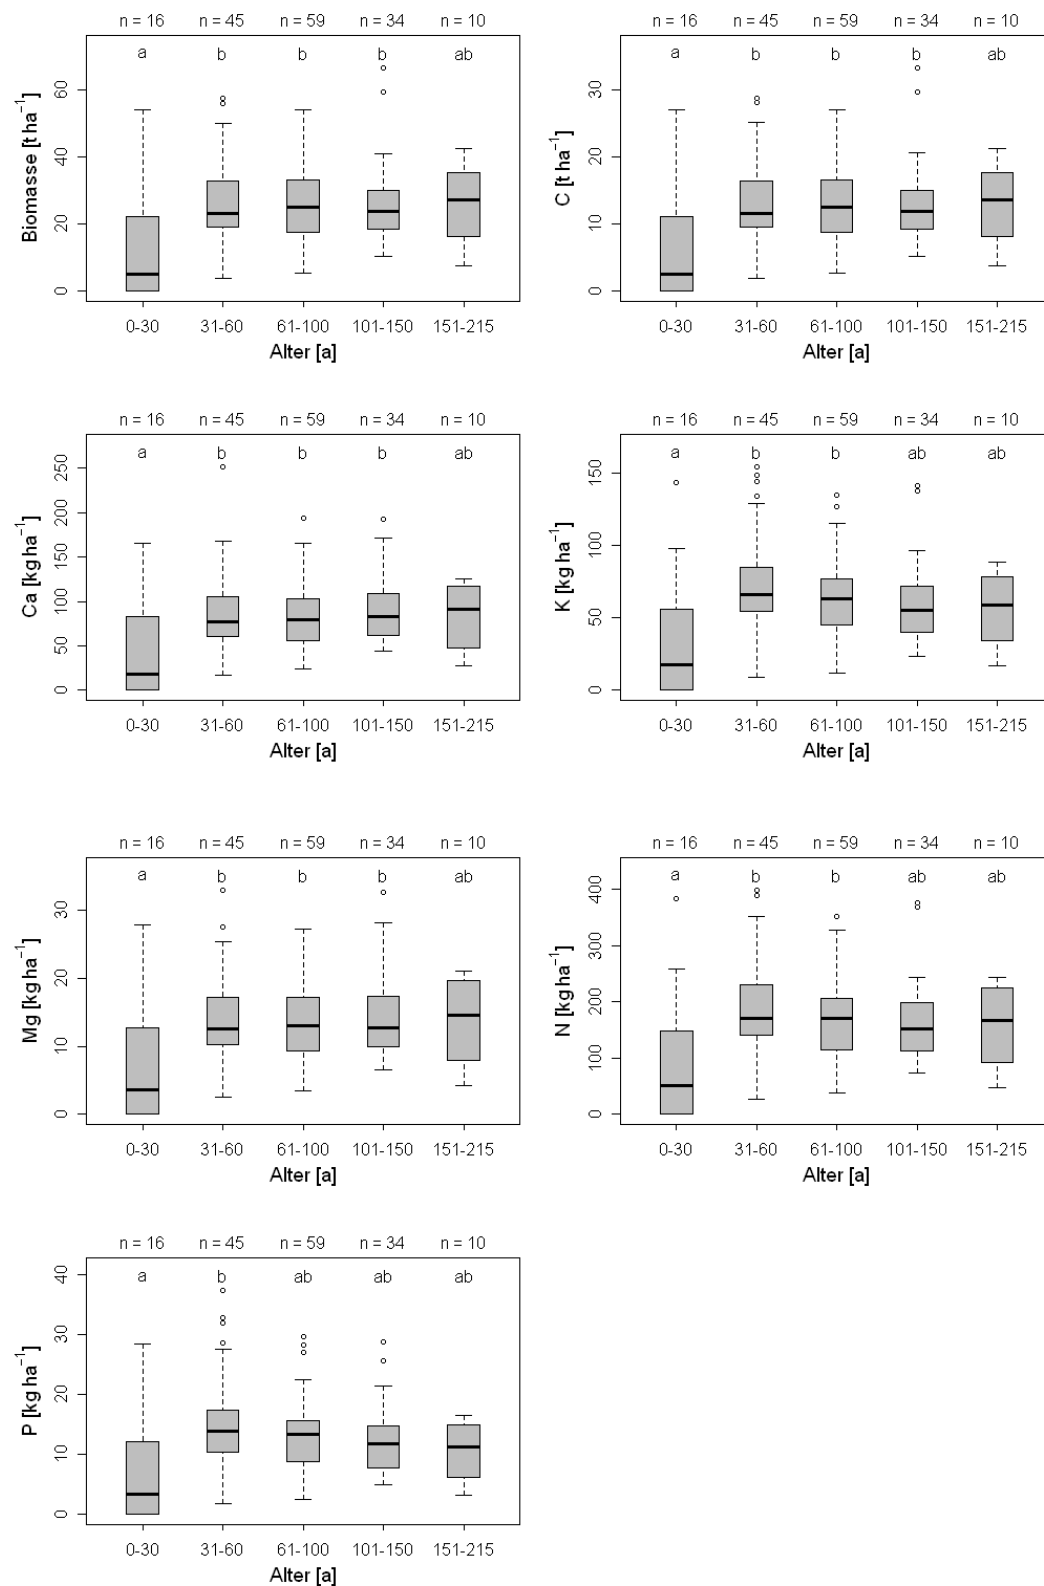 n = 16 n = 45 n = 59 n = 34 n = 10
a b b b ab
Biomasse [t ha⁻¹]
0 20 40 60
0-30 31-60 61-100 101-150 151-215
Alter [a]
n = 16 n = 45 n = 59 n = 34 n = 10
a b b b ab
C [t ha⁻¹]
0 10 20 30
0-30 31-60 61-100 101-150 151-215
Alter [a]
n = 16 n = 45 n = 59 n = 34 n = 10
a b b b ab
Ca [kg ha⁻¹]
0 50 100 150 200 250
0-30 31-60 61-100 101-150 151-215
Alter [a]
n = 16 n = 45 n = 59 n = 34 n = 10
a b b ab ab
K [kg ha⁻¹]
0 50 100 150
0-30 31-60 61-100 101-150 151-215
Alter [a]
n = 16 n = 45 n = 59 n = 34 n = 10
a b b b ab
Mg [kg ha⁻¹]
0 10 20 30
0-30 31-60 61-100 101-150 151-215
Alter [a]
n = 16 n = 45 n = 59 n = 34 n = 10
a b b ab ab
N [kg ha⁻¹]
0 100 200 300 400
0-30 31-60 61-100 101-150 151-215
Alter [a]
n = 16 n = 45 n = 59 n = 34 n = 10
a b ab ab ab
P [kg ha⁻¹]
0 10 20 30 40
0-30 31-60 61-100 101-150 151-215
Alter [a]